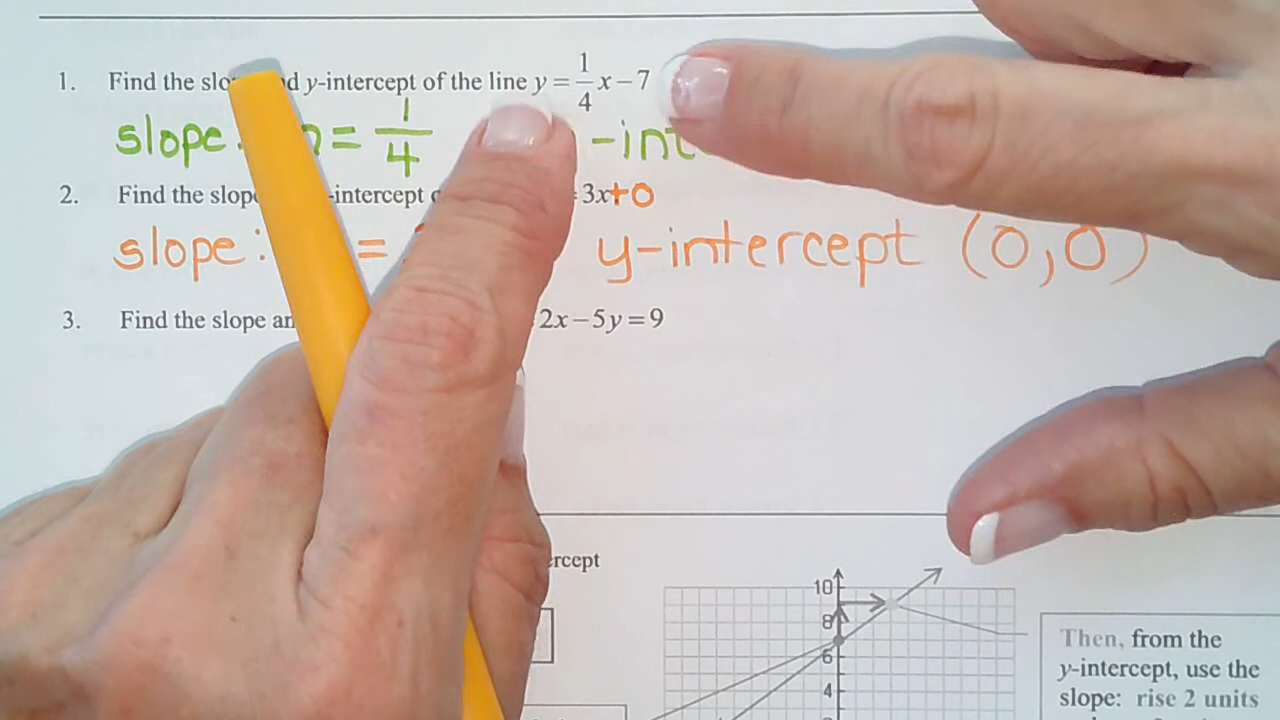 1. Find the slo d y-intercept of the line y = 1/4 x − 7
slope = 1/4 -int
2. Find the slope -intercept 3x+0
slope: = y-intercept (0,0)
3. Find the slope an 2x − 5y = 9
ercept
10
8
6
4
Then, from the
y-intercept, use the
slope: rise 2 units